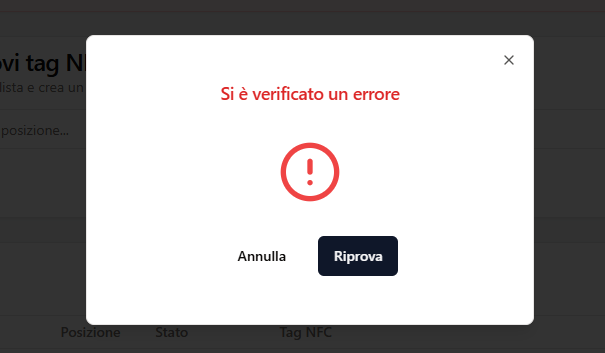 ovi tag N
lista e crea un
posizione...
Si è verificato un errore
Annulla
Riprova
Posizione
Stato
Tag NFC